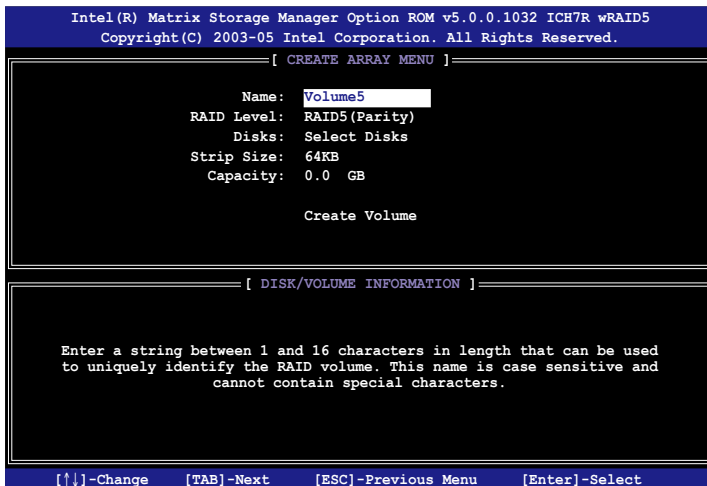 Intel(R) Matrix Storage Manager Option ROM v5.0.0.1032 ICH7R wRAID5
Copyright(C) 2003-05 Intel Corporation. All Rights Reserved.
[ CREATE ARRAY MENU ]
Name: Volume5
RAID Level: RAID5(Parity)
Disks: Select Disks
Strip Size: 64KB
Capacity: 0.0 GB
Create Volume
[ DISK/VOLUME INFORMATION ]
Enter a string between 1 and 16 characters in length that can be used
to uniquely identify the RAID volume. This name is case sensitive and
cannot contain special characters.
[↑↓]-Change [TAB]-Next [ESC]-Previous Menu [Enter]-Select